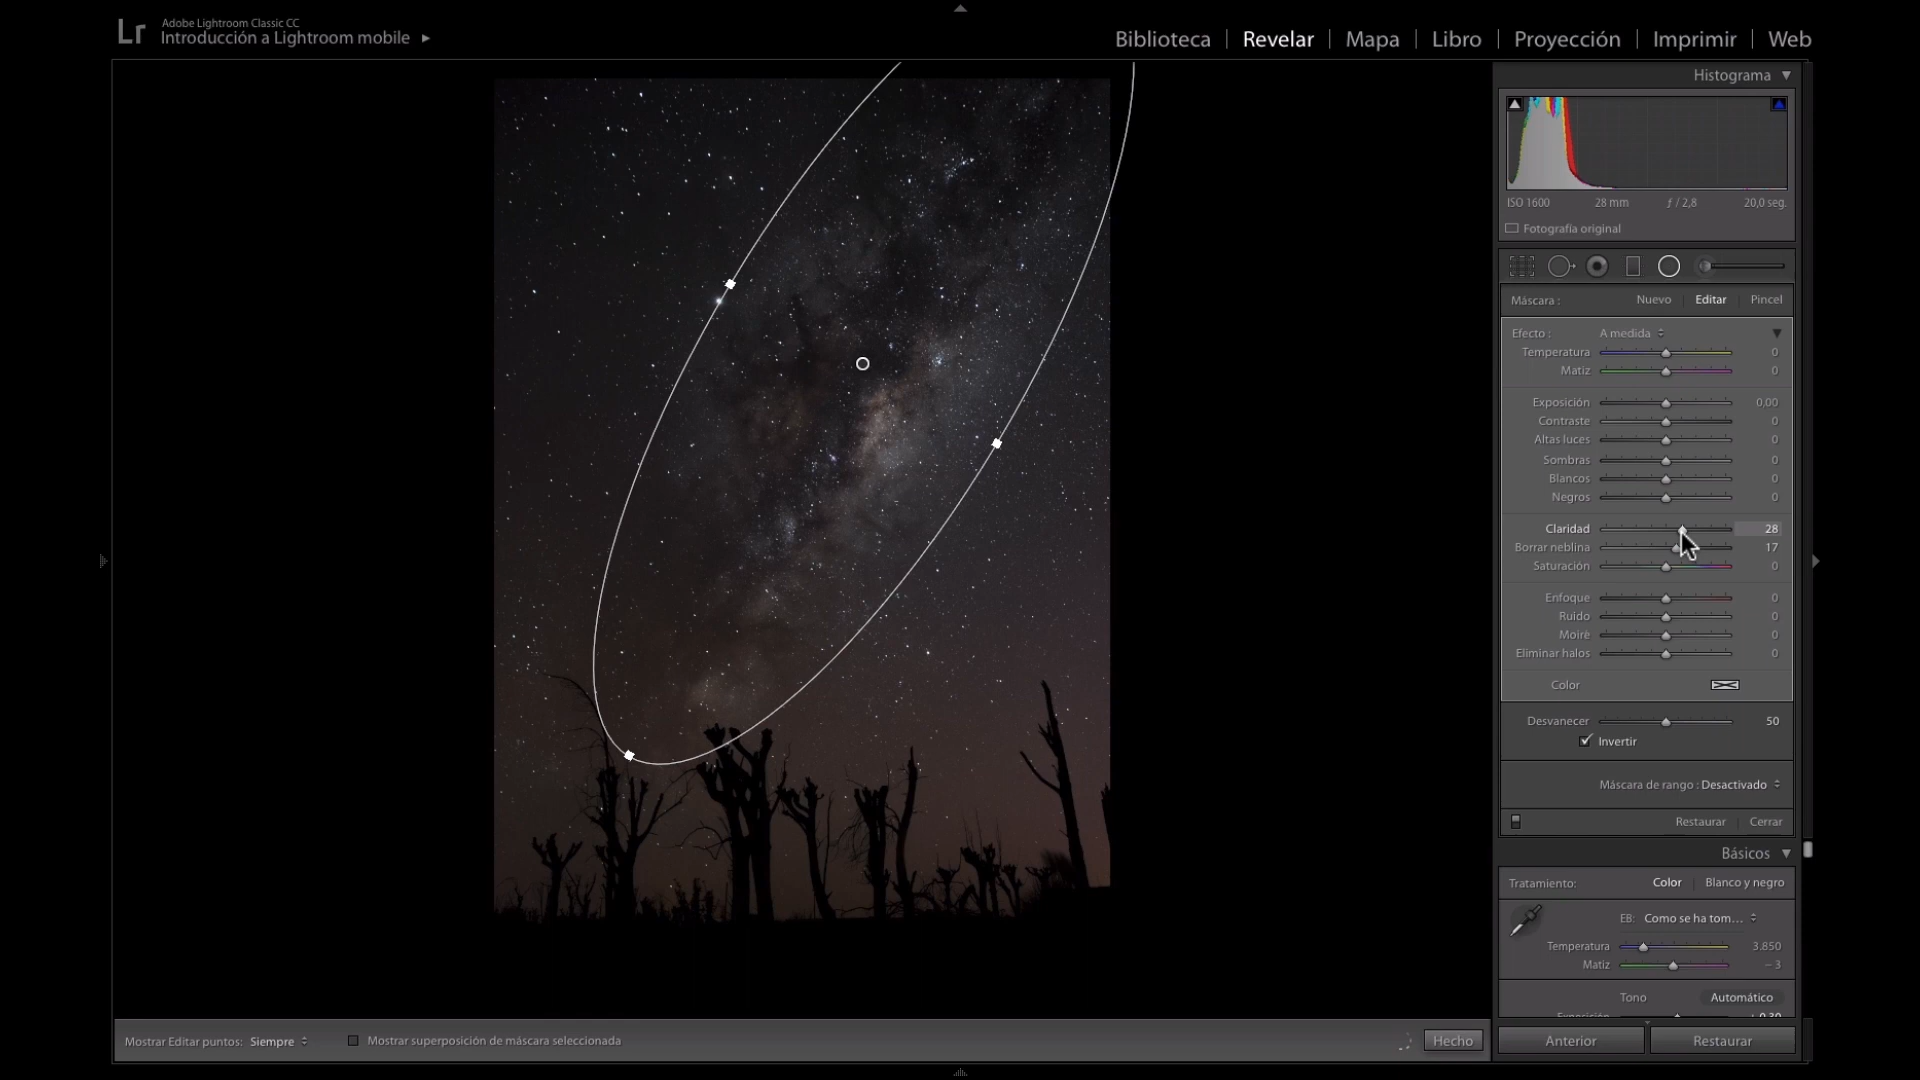 Lr
Adobe Lightroom Classic CC
Introducción a Lightroom mobile
Biblioteca | Revelar | Mapa | Libro | Proyección | Imprimir | Web
Histograma
ISO 1600 28 mm ƒ / 2,8 20,0 seg.
Fotografía original
Máscara : Nuevo Editar Pincel
Efecto : A medida
Temperatura 0
Matiz 0
Exposición 0,00
Contraste 0
Altas luces 0
Sombras 0
Blancos 0
Negros 0
Claridad 28
Borrar neblina 17
Saturación 0
Enfoque 0
Ruido 0
Moiré 0
Eliminar halos 0
Color
Desvanecer 50
Invertir
Máscara de rango : Desactivado
Restaurar Cerrar
Básicos
Tratamiento: Color | Blanco y negro
EB: Como se ha tom...
Temperatura 3.850
Matiz – 3
Tono Automático
Exposición + 0,30
Mostrar Editar puntos: Siempre Mostrar superposición de máscara seleccionada Hecho
Anterior Restaurar